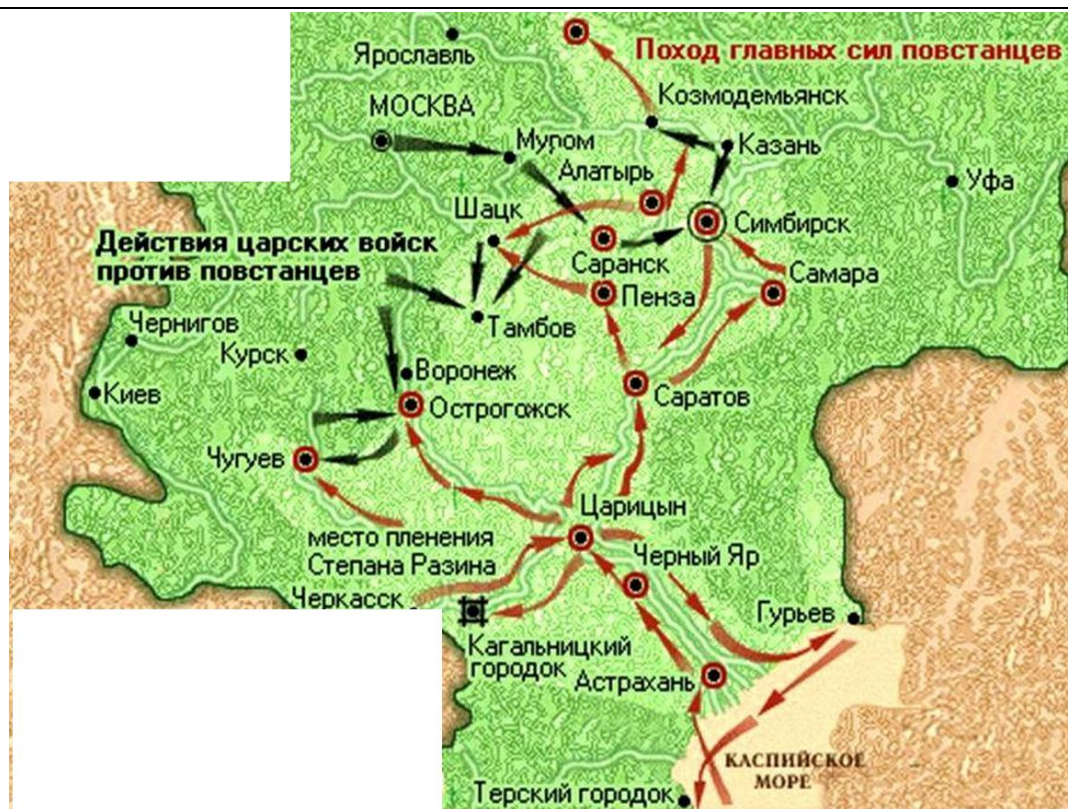 Ярославль
Поход главных сил повстанцев
Козмодемьянск
МОСКВА
Муром
Казань
Алатырь
Уфа
Шацк
Симбирск
Действия царских войск
против повстанцев
Саранск
Самара
Пенза
Тамбов
Чернигов
Курск
Воронеж
Киев
Саратов
Острогожск
Чугуев
Царицын
место пленения
Степана Разина
Черный Яр
Черкасск
Гурьев
Кагальницкий
городок
Астрахань
КАСПИЙСКОЕ
МОРЕ
Терский городок